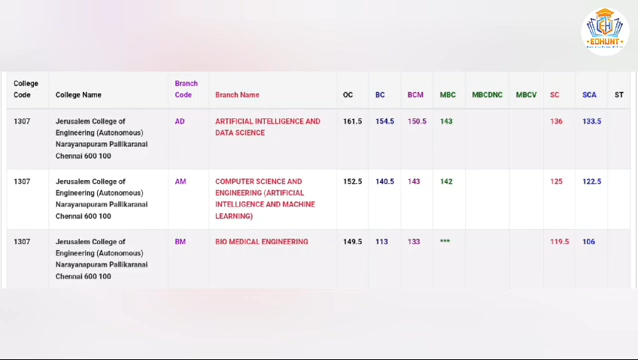 EDHUNT
College Code College Name Branch Code Branch Name OC BC BCM MBC MBCDNC MBCV SC SCA ST
1307 Jerusalem College of AD ARTIFICIAL INTELLIGENCE AND 161.5 154.5 150.5 143 136 133.5
Engineering (Autonomous) DATA SCIENCE
Narayanapuram Pallikaranai
Chennai 600 100
1307 Jerusalem College of AM COMPUTER SCIENCE AND 152.5 140.5 143 142 125 122.5
Engineering (Autonomous) ENGINEERING (ARTIFICIAL
Narayanapuram Pallikaranai INTELLIGENCE AND MACHINE
Chennai 600 100 LEARNING)
1307 Jerusalem College of BM BIO MEDICAL ENGINEERING 149.5 113 133 *** 119.5 106
Engineering (Autonomous)
Narayanapuram Pallikaranai
Chennai 600 100